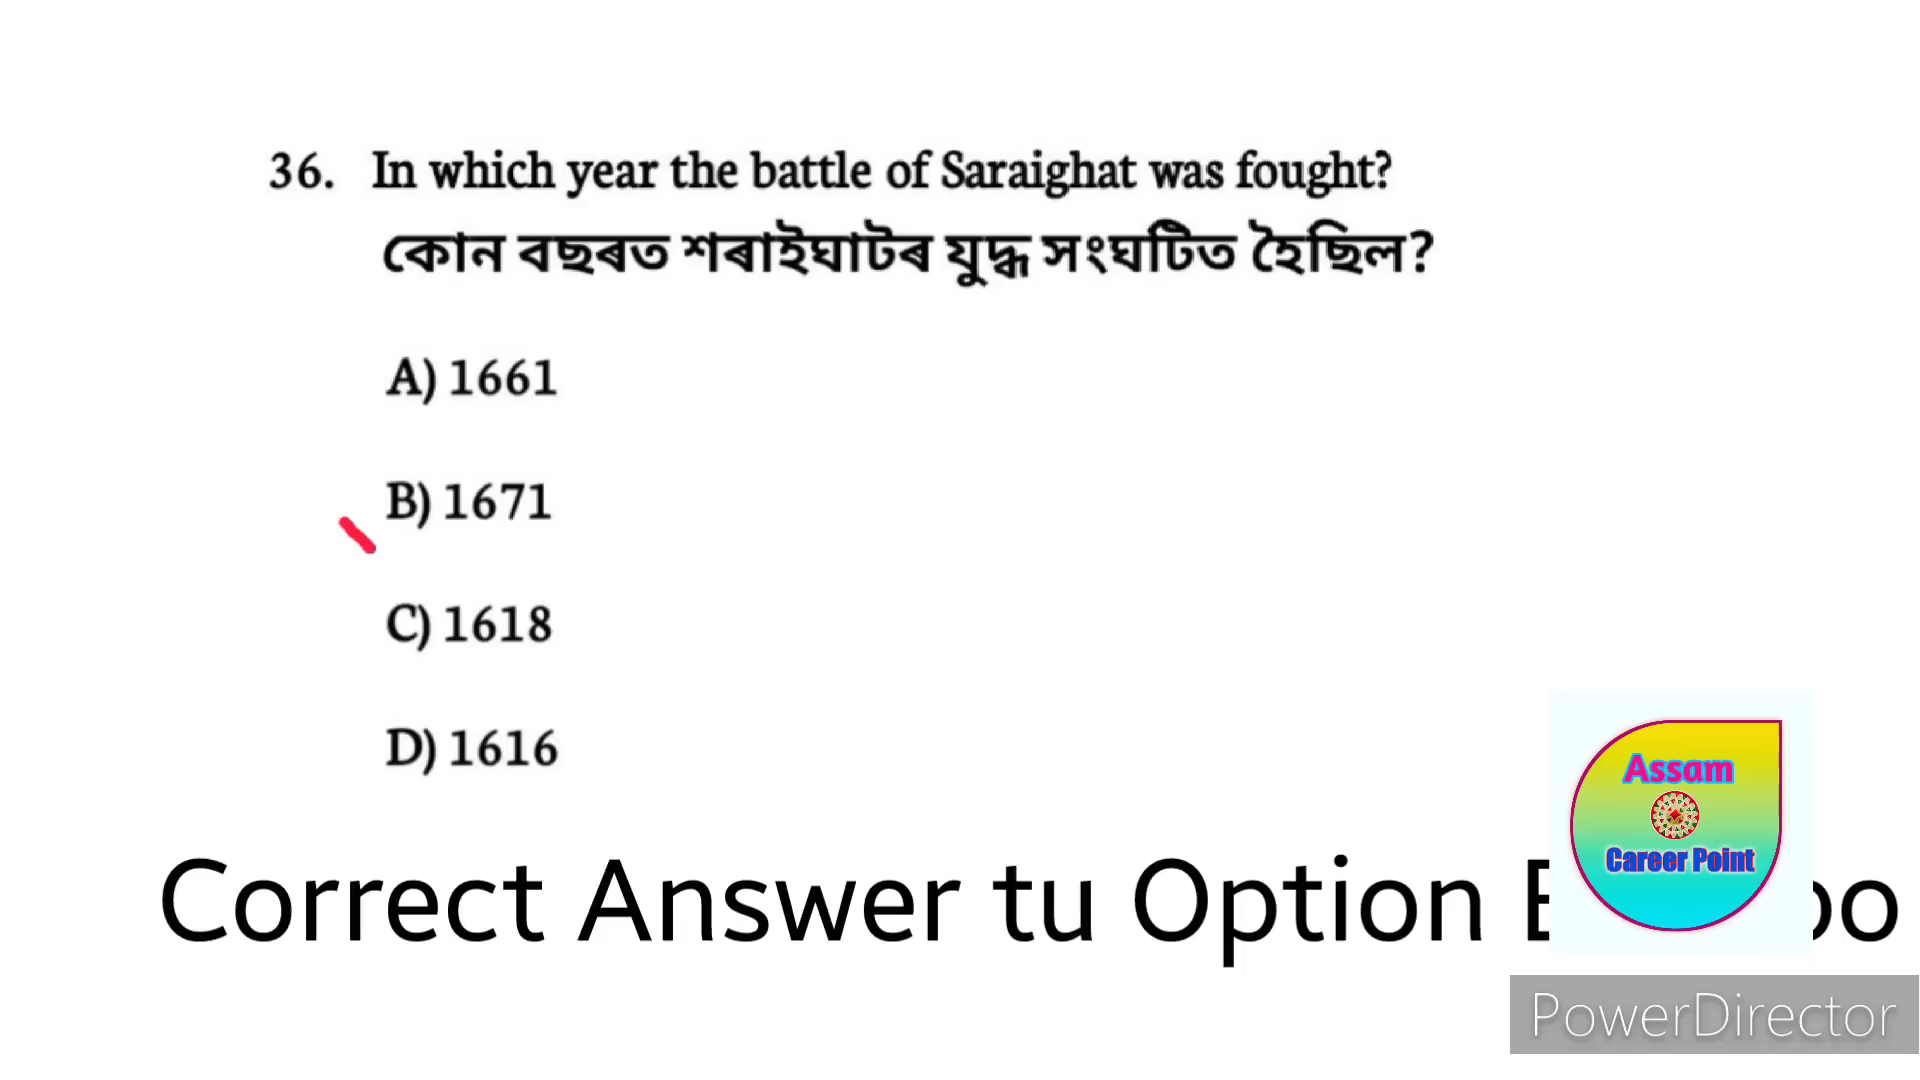 36. In which year the battle of Saraighat was fought?
কোন বছৰত শৰাইঘাটৰ যুদ্ধ সংঘটিত হৈছিল?
A) 1661
B) 1671
C) 1618
D) 1616
Correct Answer tu Option
Assam
Career Point
PowerDirector